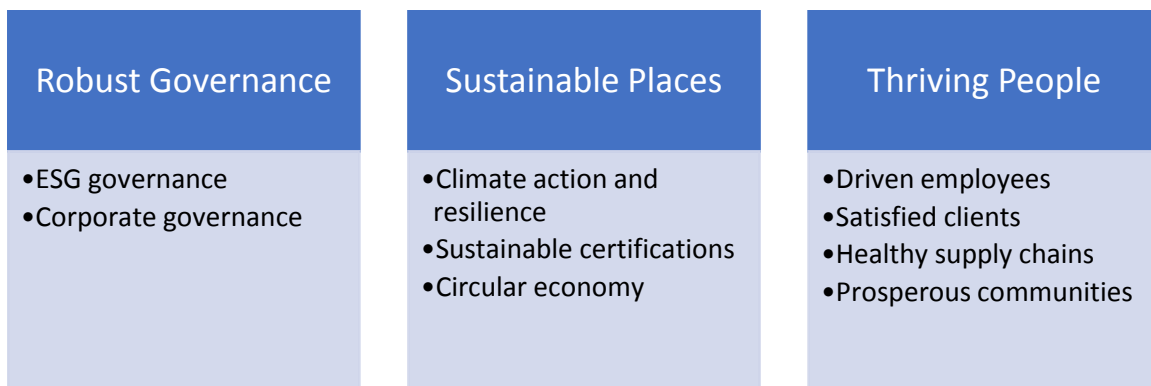 Robust Governance
•ESG governance
•Corporate governance
Sustainable Places
•Climate action and
resilience
•Sustainable certifications
•Circular economy
Thriving People
•Driven employees
•Satisfied clients
•Healthy supply chains
•Prosperous communities